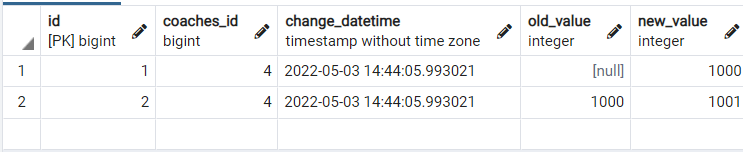 id coaches_id change_datetime old_value new_value
[PK] bigint bigint timestamp without time zone integer integer
1 1 4 2022-05-03 14:44:05.993021 [null] 1000
2 2 4 2022-05-03 14:44:05.993021 1000 1001